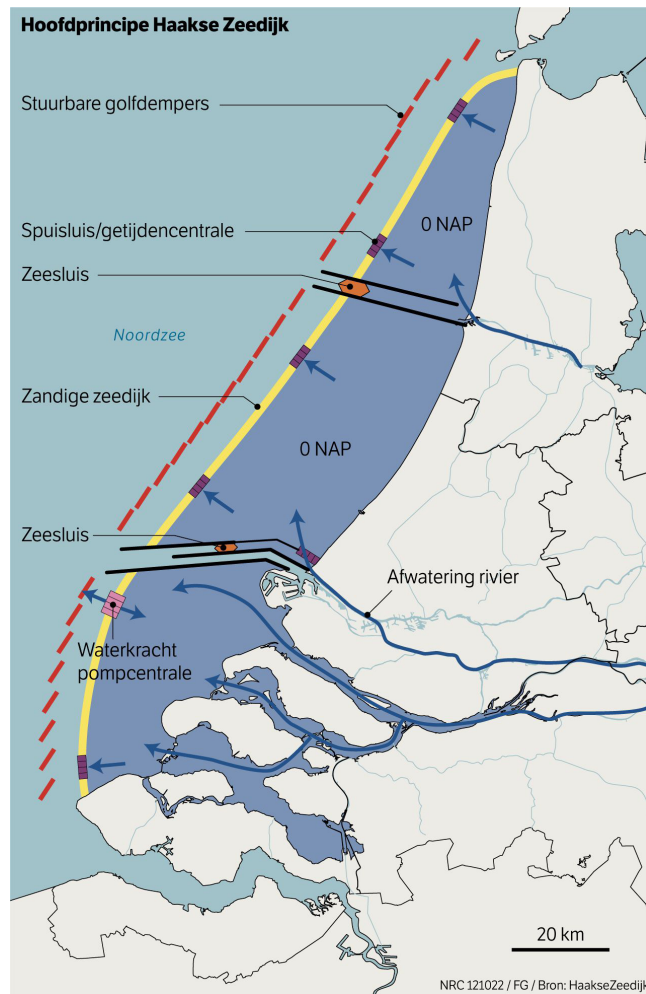 Hoofdprincipe Haakse Zeedijk
Stuurbare golfdempers
0 NAP
Spuisluis/getijdencentrale
Zeesluis
Noordzee
Zandige zeedijk
0 NAP
Zeesluis
Afwatering rivier
Waterkracht
pompcentrale
20 km
NRC 121022 / FG / Bron: HaakseZeedijk